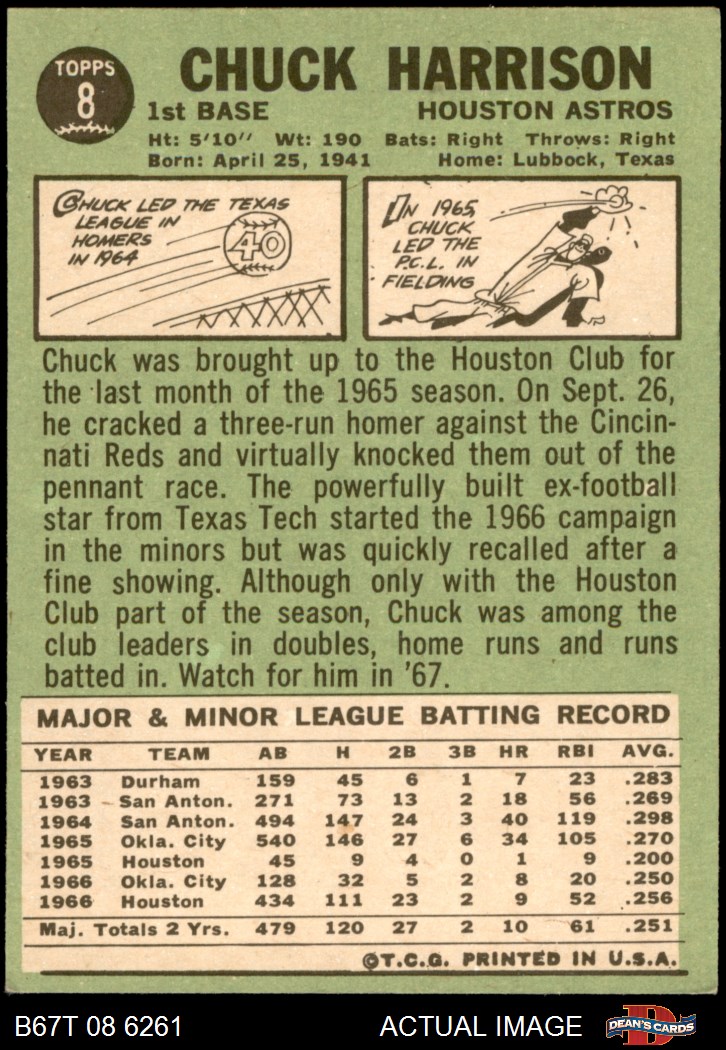 TOPPS
8
CHUCK HARRISON
1st BASE HOUSTON ASTROS
Ht: 5'10" Wt: 190 Bats: Right Throws: Right
Born: April 25, 1941 Home: Lubbock, Texas
CHUCK LED THE TEXAS
LEAGUE IN
HOMERS
IN 1964
40
IN 1965,
CHUCK
LED THE
P.C.L. IN
FIELDING
Chuck was brought up to the Houston Club for
the last month of the 1965 season. On Sept. 26,
he cracked a three-run homer against the Cincin-
nati Reds and virtually knocked them out of the
pennant race. The powerfully built ex-football
star from Texas Tech started the 1966 campaign
in the minors but was quickly recalled after a
fine showing. Although only with the Houston
Club part of the season, Chuck was among the
club leaders in doubles, home runs and runs
batted in. Watch for him in '67.
MAJOR & MINOR LEAGUE BATTING RECORD
YEAR TEAM AB H 2B 3B HR RBI AVG.
1963 Durham 159 45 6 1 7 23 .283
1963 San Anton. 271 73 13 2 18 56 .269
1964 San Anton. 494 147 24 3 40 119 .298
1965 Okla. City 540 146 27 6 34 105 .270
1965 Houston 45 9 4 0 1 9 .200
1966 Okla. City 128 32 5 2 8 20 .250
1966 Houston 434 111 23 2 9 52 .256
Maj. Totals 2 Yrs. 479 120 27 2 10 61 .251
©T.C.G. PRINTED IN U.S.A.
B67T 08 6261 ACTUAL IMAGE D DEAN'S CARDS